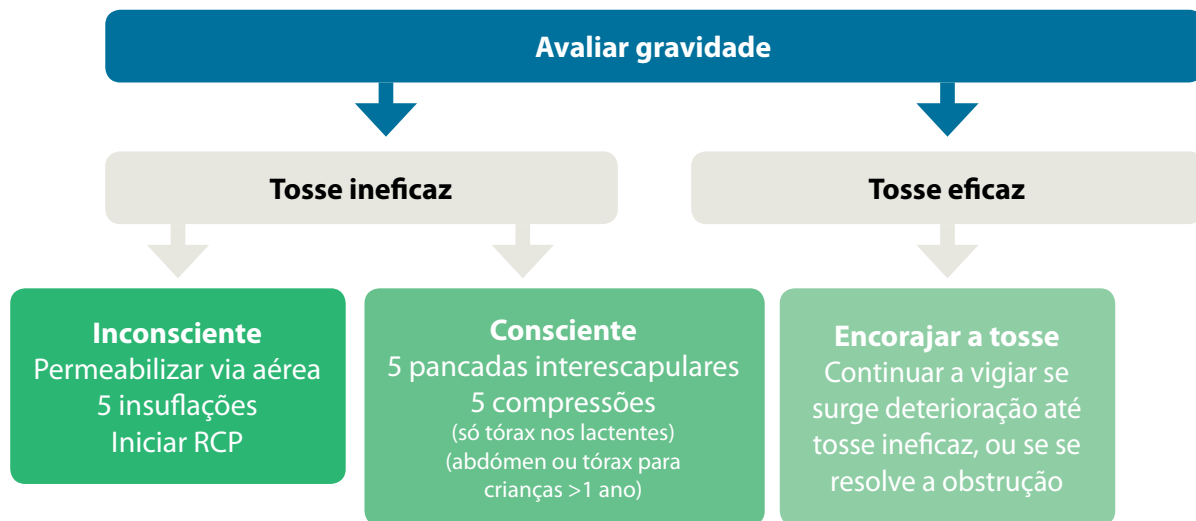 Avaliar gravidade
Tosse ineficaz
Tosse eficaz
Inconsciente
Permeabilizar via aérea
5 insuflações
Iniciar RCP
Consciente
5 pancadas interescapulares
5 compressões
(só tórax nos lactentes)
(abdómen ou tórax para
crianças >1 ano)
Encorajar a tosse
Continuar a vigiar se
surge deterioração até
tosse ineficaz, ou se se
resolve a obstrução